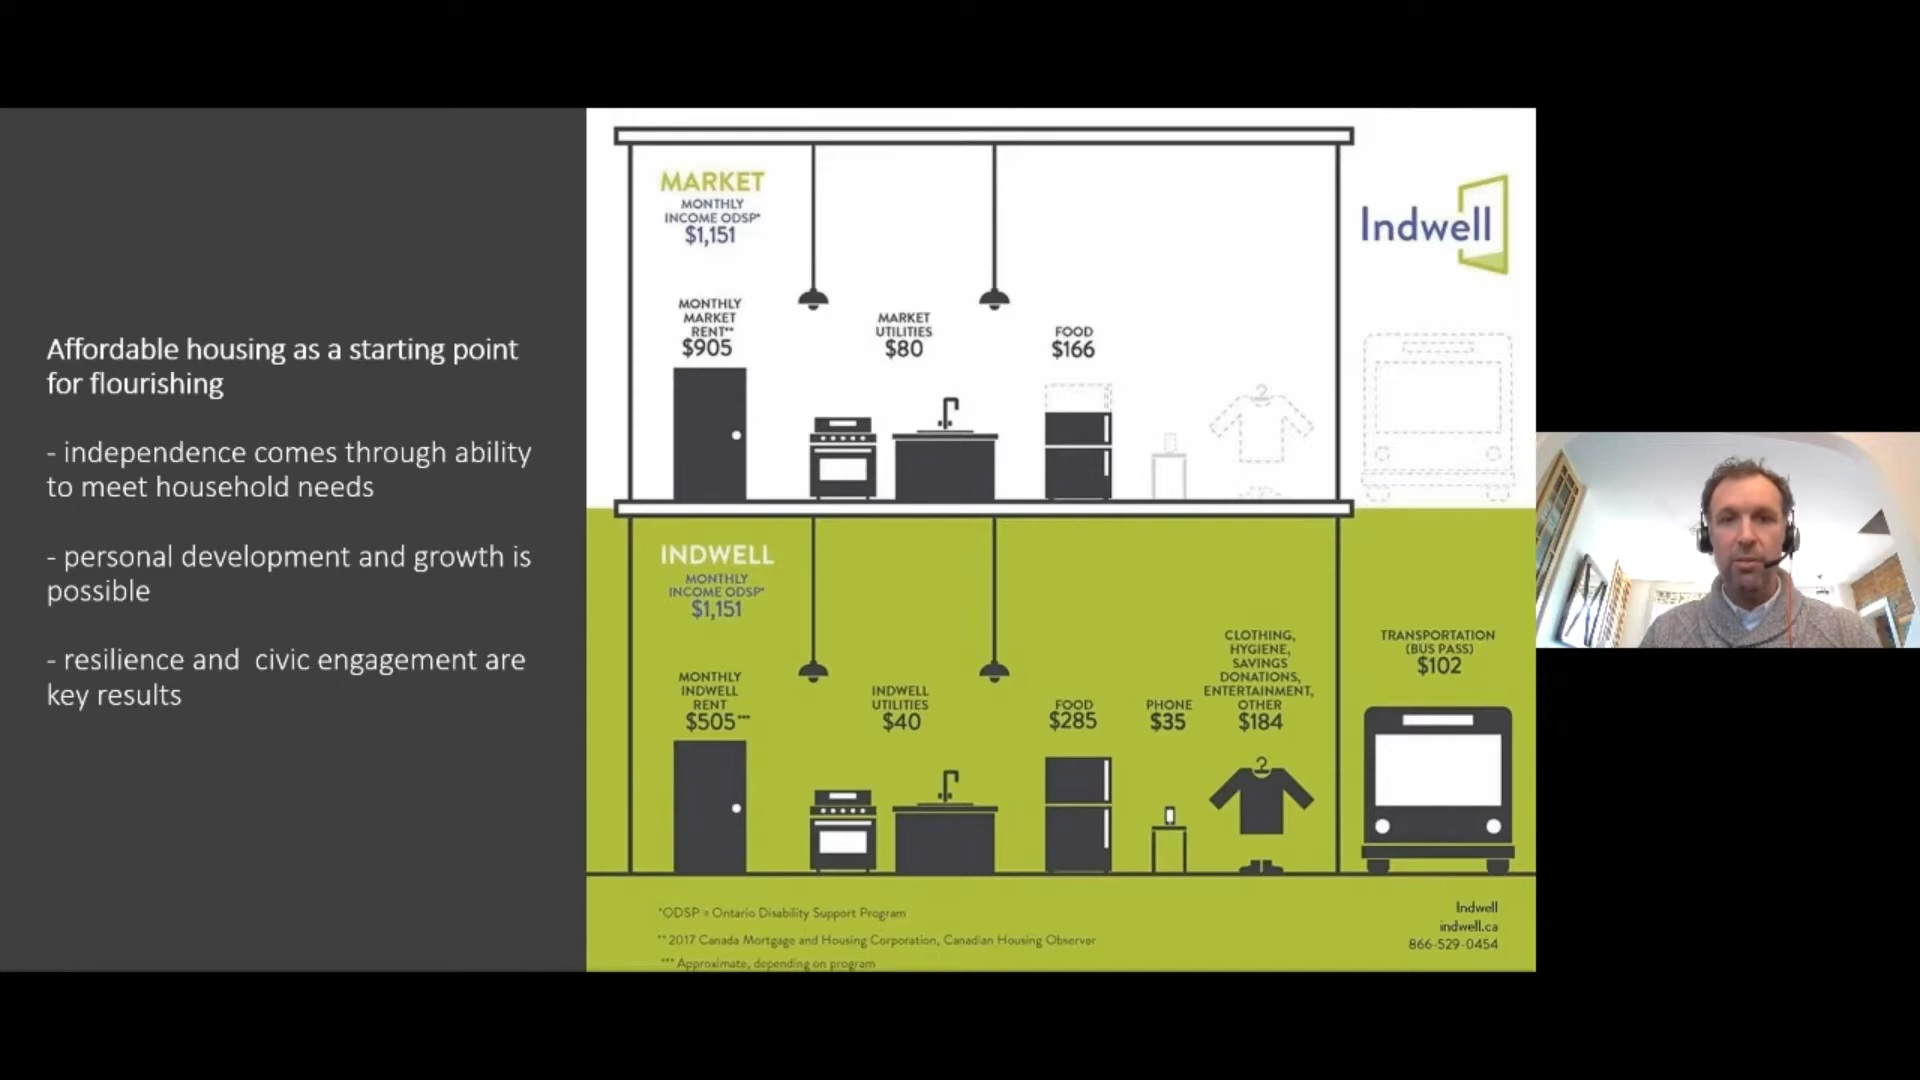 Affordable housing as a starting point
for flourishing
- independence comes through ability
to meet household needs
- personal development and growth is
possible
- resilience and  civic engagement are
key results
MARKET
MONTHLY
INCOME ODSP*
$1,151
Indwell
MONTHLY
MARKET
RENT**
$905
MARKET
UTILITIES
$80
FOOD
$166
INDWELL
MONTHLY
INCOME ODSP*
$1,151
MONTHLY
INDWELL
RENT
$505***
INDWELL
UTILITIES
$40
FOOD
$285
PHONE
$35
CLOTHING,
HYGIENE,
SAVINGS
DONATIONS,
ENTERTAINMENT,
OTHER
$184
TRANSPORTATION
(BUS PASS)
$102
*ODSP = Ontario Disability Support Program
**2017 Canada Mortgage and Housing Corporation, Canadian Housing Observer
*** Approximate, depending on program
Indwell
indwell.ca
866-529-0454